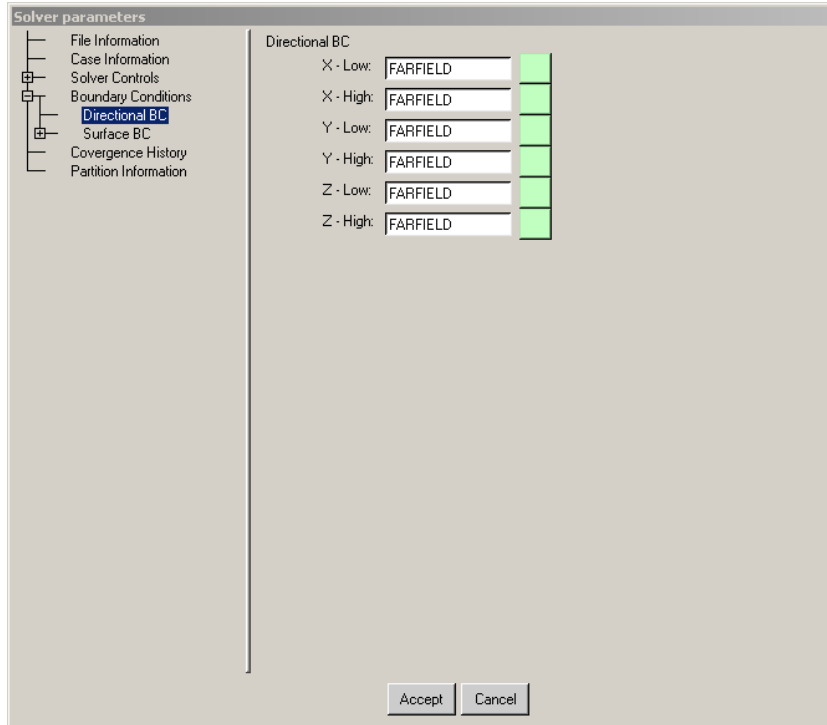 Solver parameters
File Information
Case Information
Solver Controls
Boundary Conditions
Directional BC
Surface BC
Covergence History
Partition Information
Directional BC
X - Low: FARFIELD
X - High: FARFIELD
Y - Low: FARFIELD
Y - High: FARFIELD
Z - Low: FARFIELD
Z - High: FARFIELD
Accept Cancel